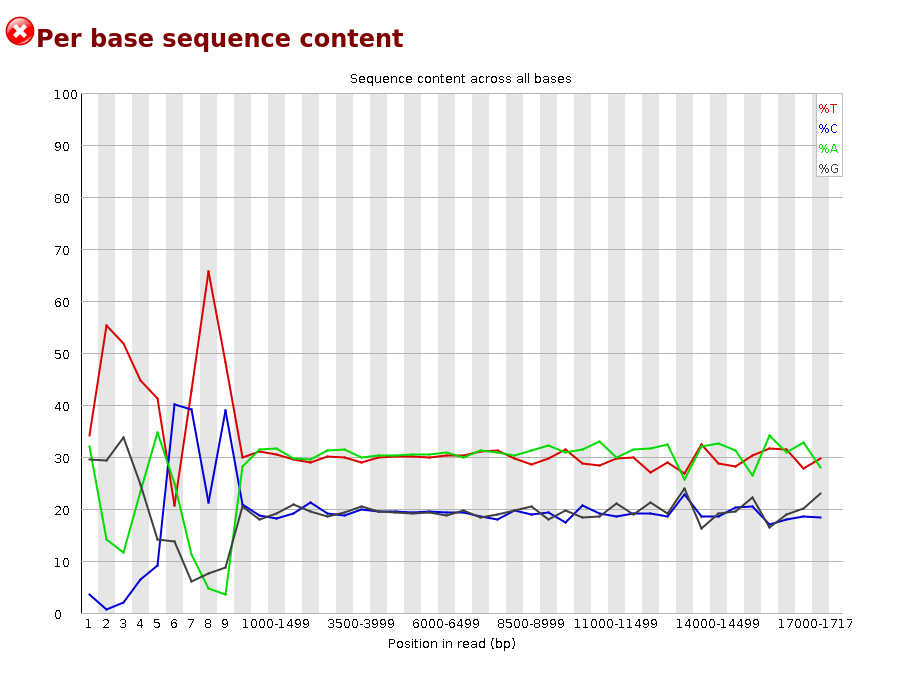 Per base sequence content
Sequence content across all bases
100
90
80
70
60
50
40
30
20
10
0
%T
%C
%A
%G
1 2 3 4 5 6 7 8 9 1000-1499 3500-3999 6000-6499 8500-8999 11000-11499 14000-14499 17000-1717
Position in read (bp)